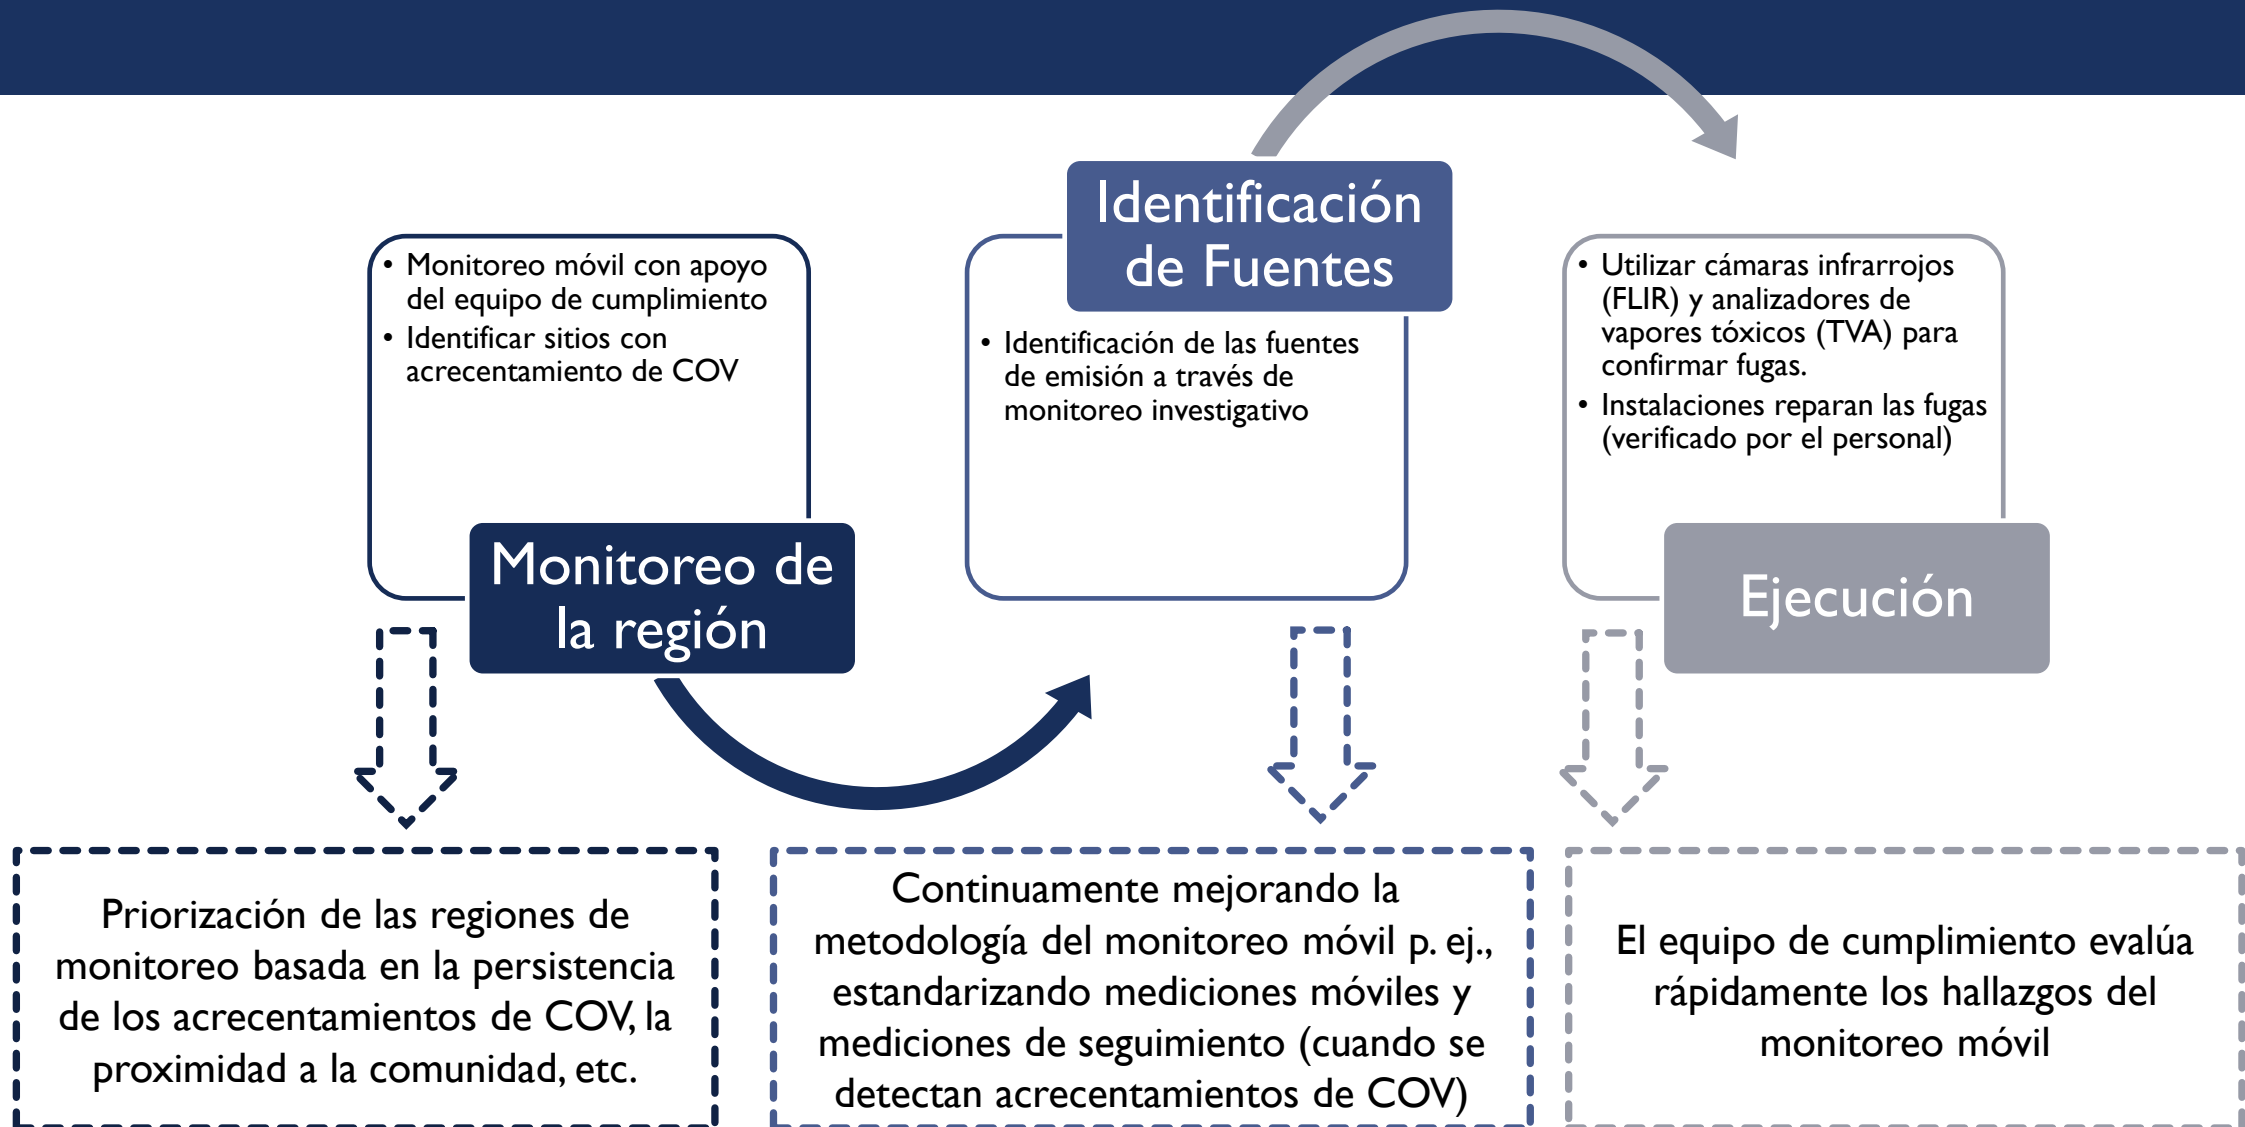 • Monitoreo móvil con apoyo
del equipo de cumplimiento
• Identificar sitios con
acrecentamiento de COV
Monitoreo de
la región
Identificación
de Fuentes
• Identificación de las fuentes
de emisión a través de
monitoreo investigativo
• Utilizar cámaras infrarrojos
(FLIR) y analizadores de
vapores tóxicos (TVA) para
confirmar fugas.
• Instalaciones reparan las fugas
(verificado por el personal)
Ejecución
Priorización de las regiones de
monitoreo basada en la persistencia
de los acrecentamientos de COV, la
proximidad a la comunidad, etc.
Continuamente mejorando la
metodología del monitoreo móvil p. ej.,
estandarizando mediciones móviles y
mediciones de seguimiento (cuando se
detectan acrecentamientos de COV)
El equipo de cumplimiento evalúa
rápidamente los hallazgos del
monitoreo móvil